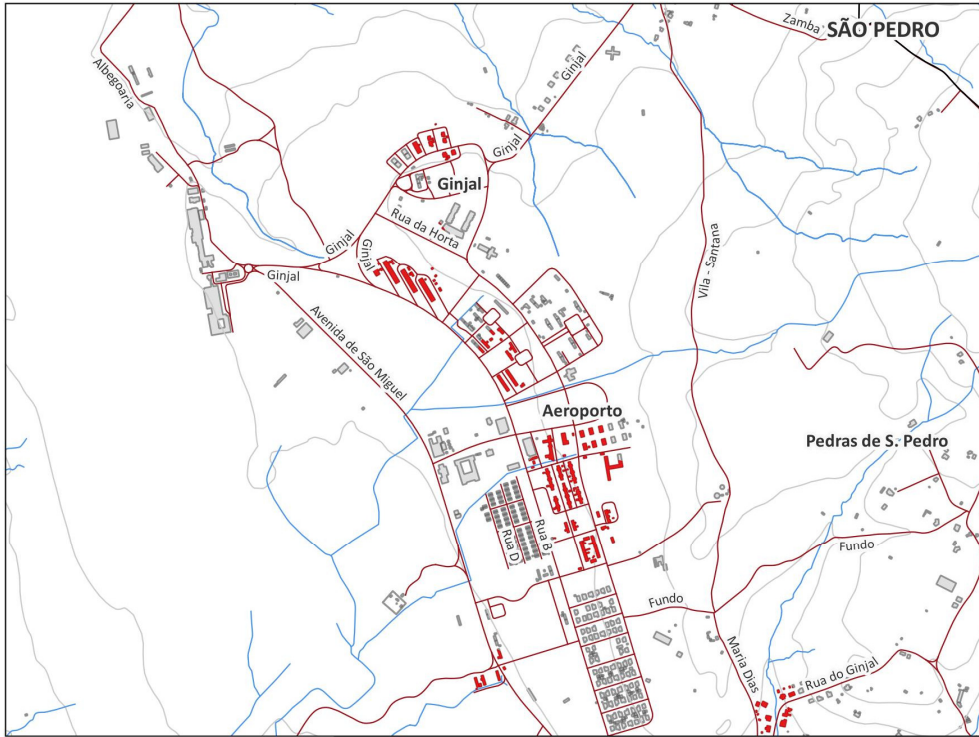 Zamba
SÃO PEDRO
Albegoaria
Ginjal
Ginjal
Ginjal
Rua da Horta
Ginjal
Ginjal
Ginjal
Vila - Santana
Avenida de São Miguel
Aeroporto
Pedras de S. Pedro
Rua D
Rua B
Fundo
Fundo
Maria Dias
Rua do Ginjal